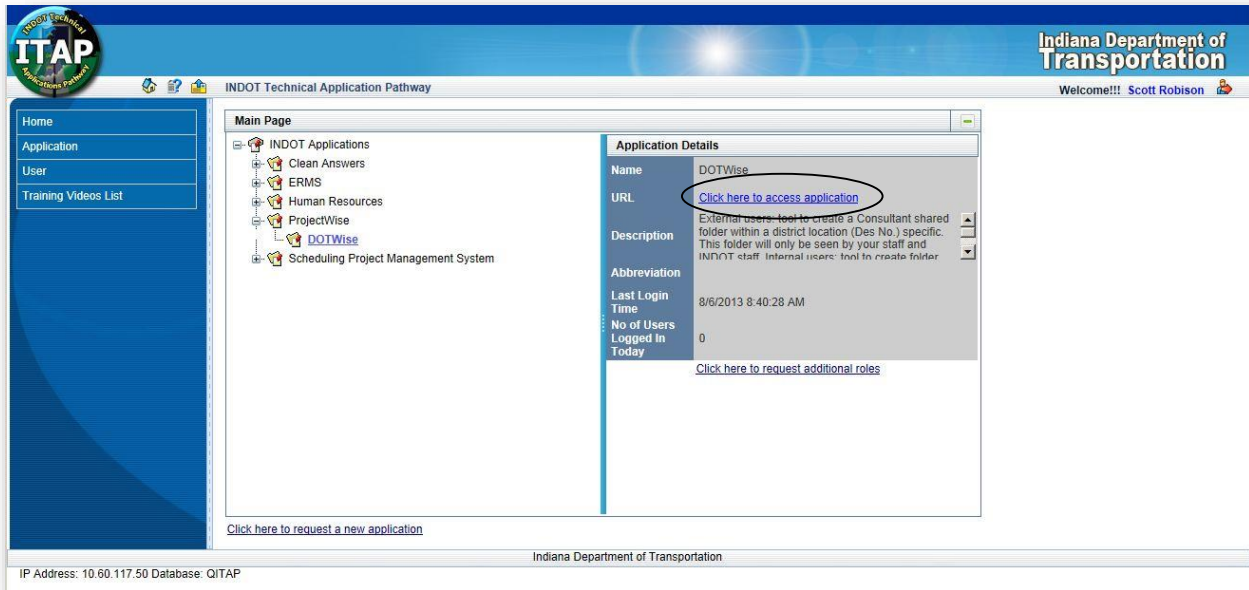 INDOT Technical
ITAP
Applications Pathway
Indiana Department of
Transportation
INDOT Technical Application Pathway
Welcome!!! Scott Robison
Home
Application
User
Training Videos List
Main Page
INDOT Applications
Clean Answers
ERMS
Human Resources
ProjectWise
DOTWise
Scheduling Project Management System
Application Details
Name DOTWise
URL Click here to access application
Description
External users: tool to create a Consultant shared
folder within a district location (Des No.) specific.
This folder will only be seen by your staff and
INDOT staff. Internal users: tool to create folder
Abbreviation
Last Login
Time
8/6/2013 8:40:28 AM
No of Users
Logged In
Today
0
Click here to request additional roles
Click here to request a new application
Indiana Department of Transportation
IP Address: 10.60.117.50 Database: QITAP